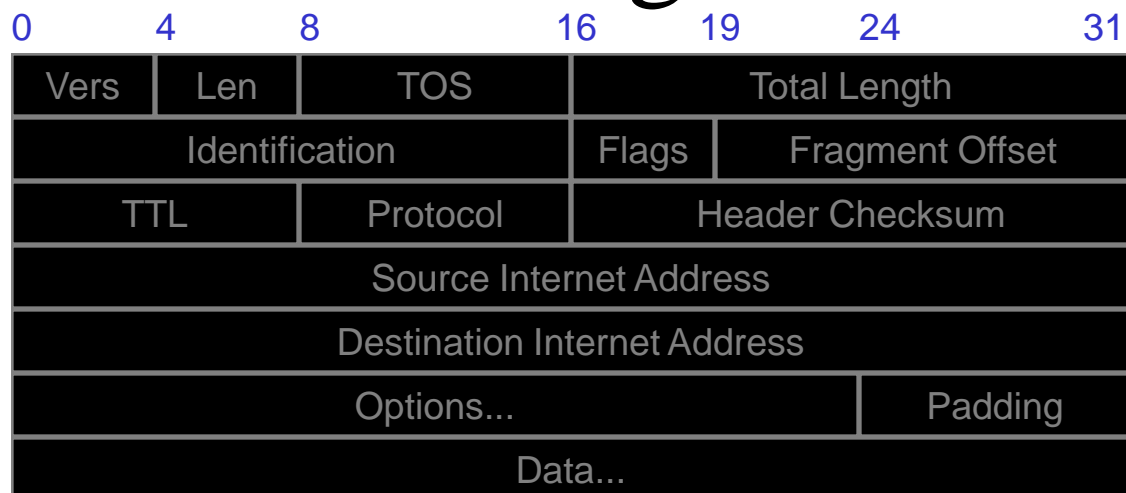 0 4 8 16 19 24 31
Vers Len TOS Total Length
Identification Flags Fragment Offset
TTL Protocol Header Checksum
Source Internet Address
Destination Internet Address
Options... Padding
Data...